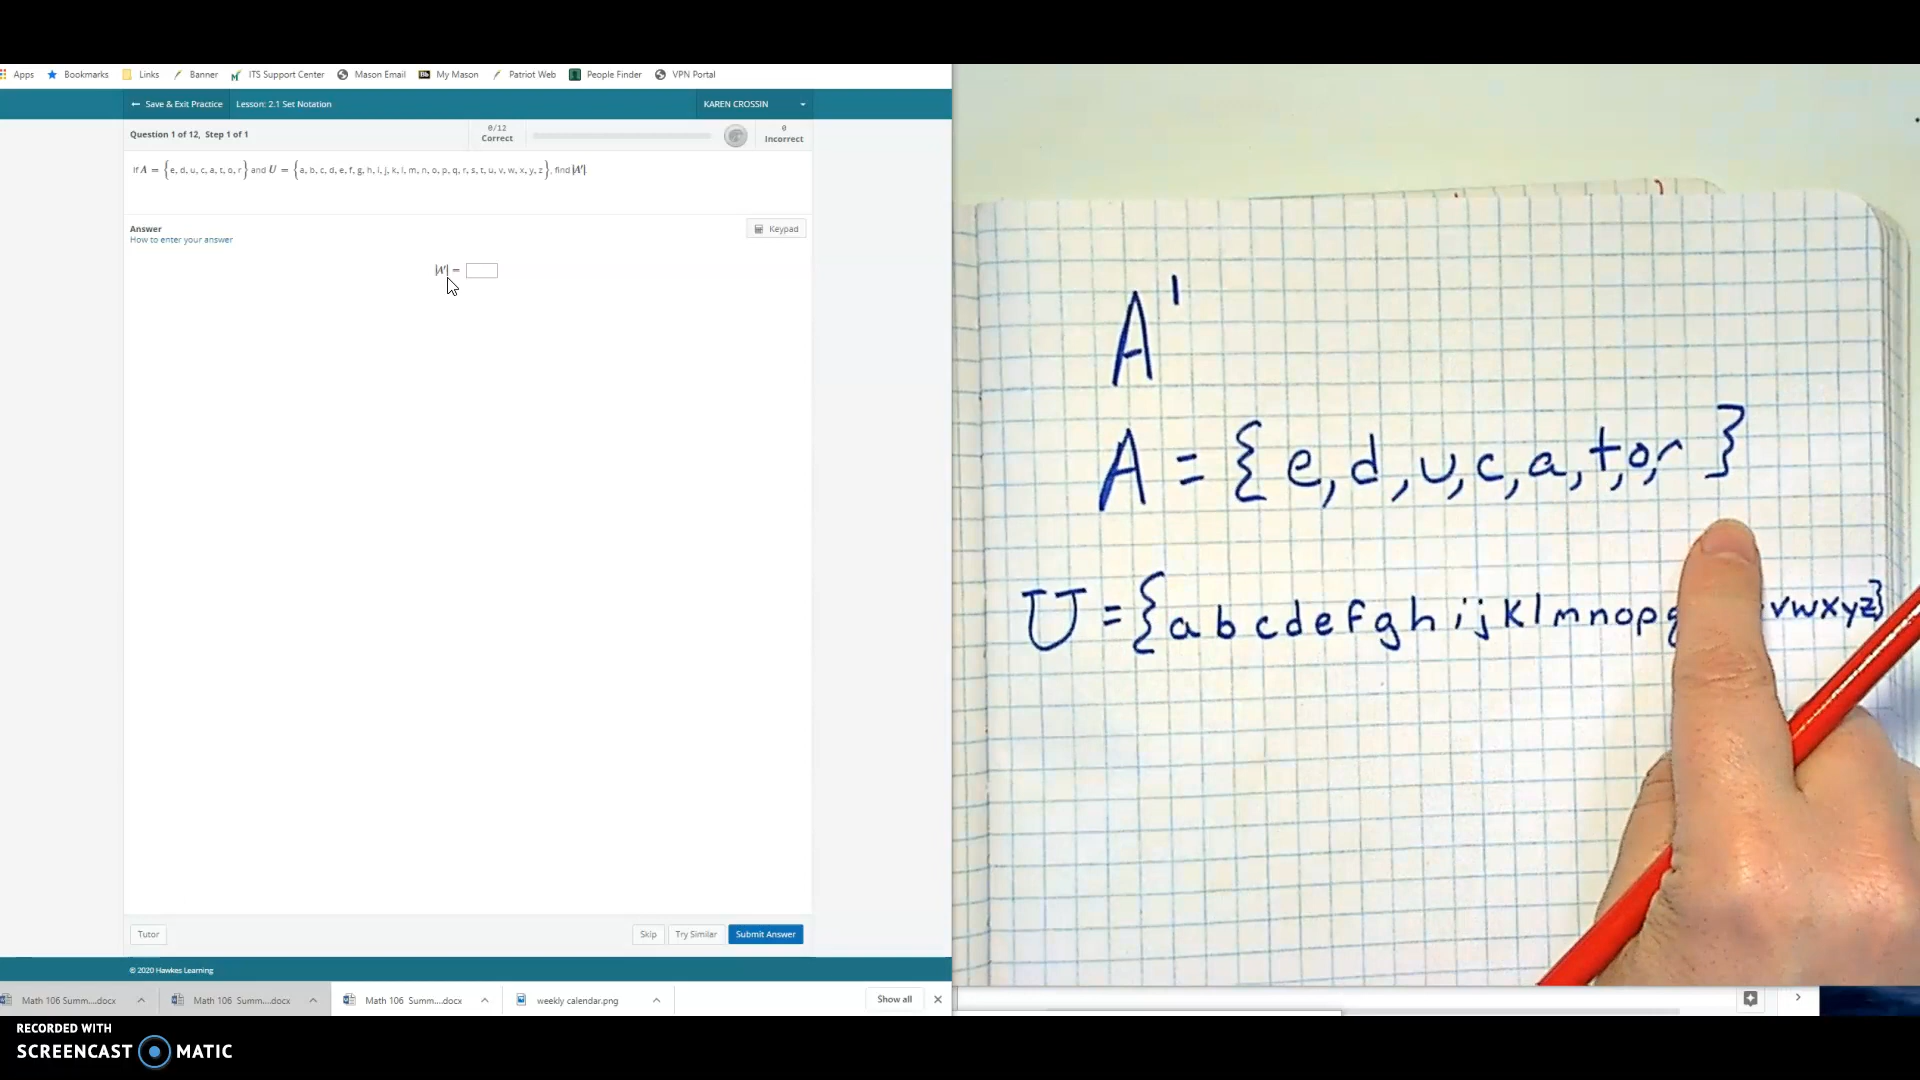 Apps Bookmarks Links Banner ITS Support Center Mason Email My Mason Patriot Web People Finder VPN Portal
← Save & Exit Practice Lesson: 2.1 Set Notation KAREN CROSSIN
Question 1 of 12, Step 1 of 1 0/12 Correct 0 Incorrect
If A = {e, d, u, c, a, t, o, r} and U = {a, b, c, d, e, f, g, h, i, j, k, l, m, n, o, p, q, r, s, t, u, v, w, x, y, z}, find |A'|.
Answer Keypad
How to enter your answer
|A'| =
Tutor Skip Try Similar Submit Answer
© 2020 Hawkes Learning
Math 106 Summ....docx Math 106 Summ....docx Math 106 Summ....docx weekly calendar.png Show all
A'
A = { e, d, u, c, a, t, o, r }
U = { a b c d e f g h i j k l m n o p v w x y z }
RECORDED WITH
SCREENCAST MATIC